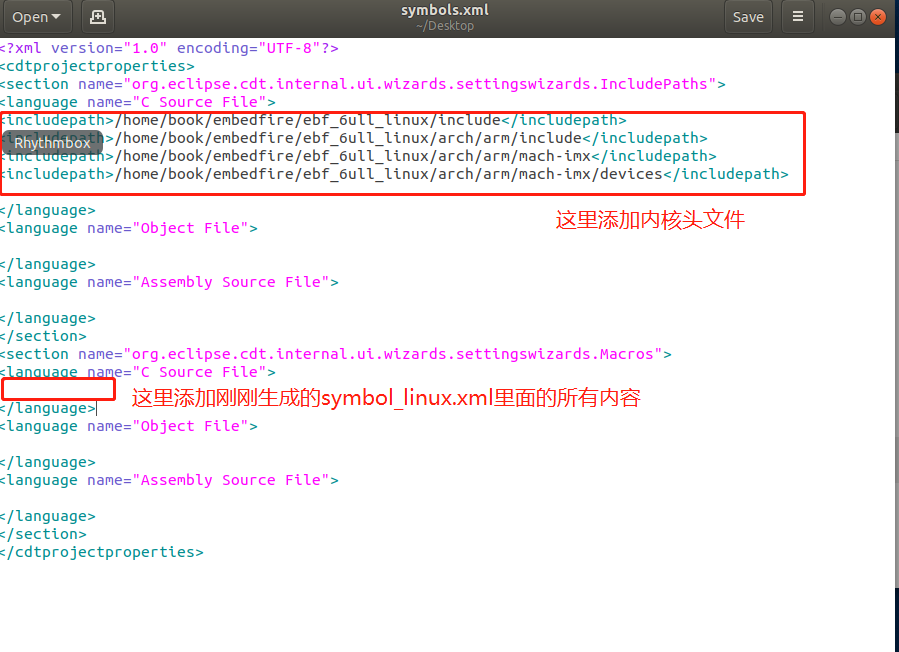 Open
symbols.xml
~/Desktop
Save
<?xml version="1.0" encoding="UTF-8"?>
<cdtprojectproperties>
<section name="org.eclipse.cdt.internal.ui.wizards.settingswizards.IncludePaths">
<language name="C Source File">
<includepath>/home/book/embedfire/ebf_6ull_linux/include</includepath>
Rhythmbox
h>/home/book/embedfire/ebf_6ull_linux/arch/arm/include</includepath>
<includepath>/home/book/embedfire/ebf_6ull_linux/arch/arm/mach-imx</includepath>
<includepath>/home/book/embedfire/ebf_6ull_linux/arch/arm/mach-imx/devices</includepath>
</language>
这里添加内核头文件
<language name="Object File">
</language>
<language name="Assembly Source File">
</language>
</section>
<section name="org.eclipse.cdt.internal.ui.wizards.settingswizards.Macros">
<language name="C Source File">
这里添加刚刚生成的symbol_linux.xml里面的所有内容
</language>
<language name="Object File">
</language>
<language name="Assembly Source File">
</language>
</section>
</cdtprojectproperties>